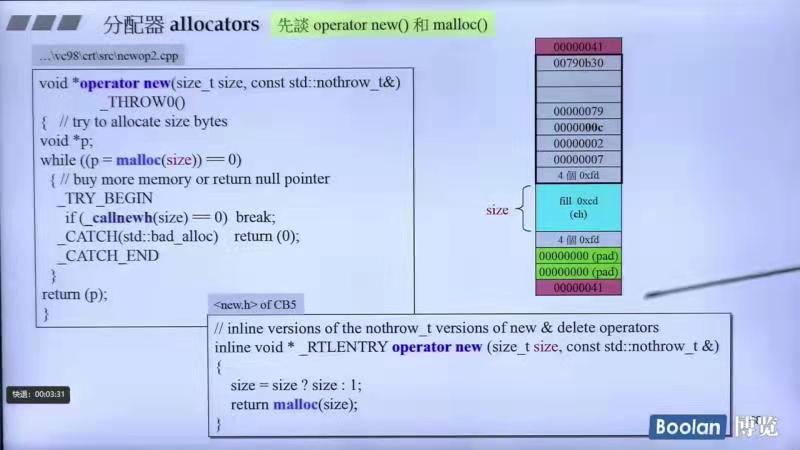 分配器 allocators
先談 operator new() 和 malloc()
...\vc98\crt\src\newop2.cpp
void *operator new(size_t size, const std::nothrow_t&)
_THROW0()
{ // try to allocate size bytes
void *p;
while ((p = malloc(size)) == 0)
{ // buy more memory or return null pointer
_TRY_BEGIN
if (_callnewh(size) == 0) break;
_CATCH(std::bad_alloc) return (0);
_CATCH_END
}
return (p);
}
00000041
00790b30
00000079
0000000c
00000002
00000007
4 個 0xfd
size
fill 0xcd
(ch)
4 個 0xfd
00000000 (pad)
00000000 (pad)
00000041
<new.h> of CB5
// inline versions of the nothrow_t versions of new & delete operators
inline void * _RTLENTRY operator new (size_t size, const std::nothrow_t &)
{
size = size ? size : 1;
return malloc(size);
}
快退：00:03:31
Boolan 博览